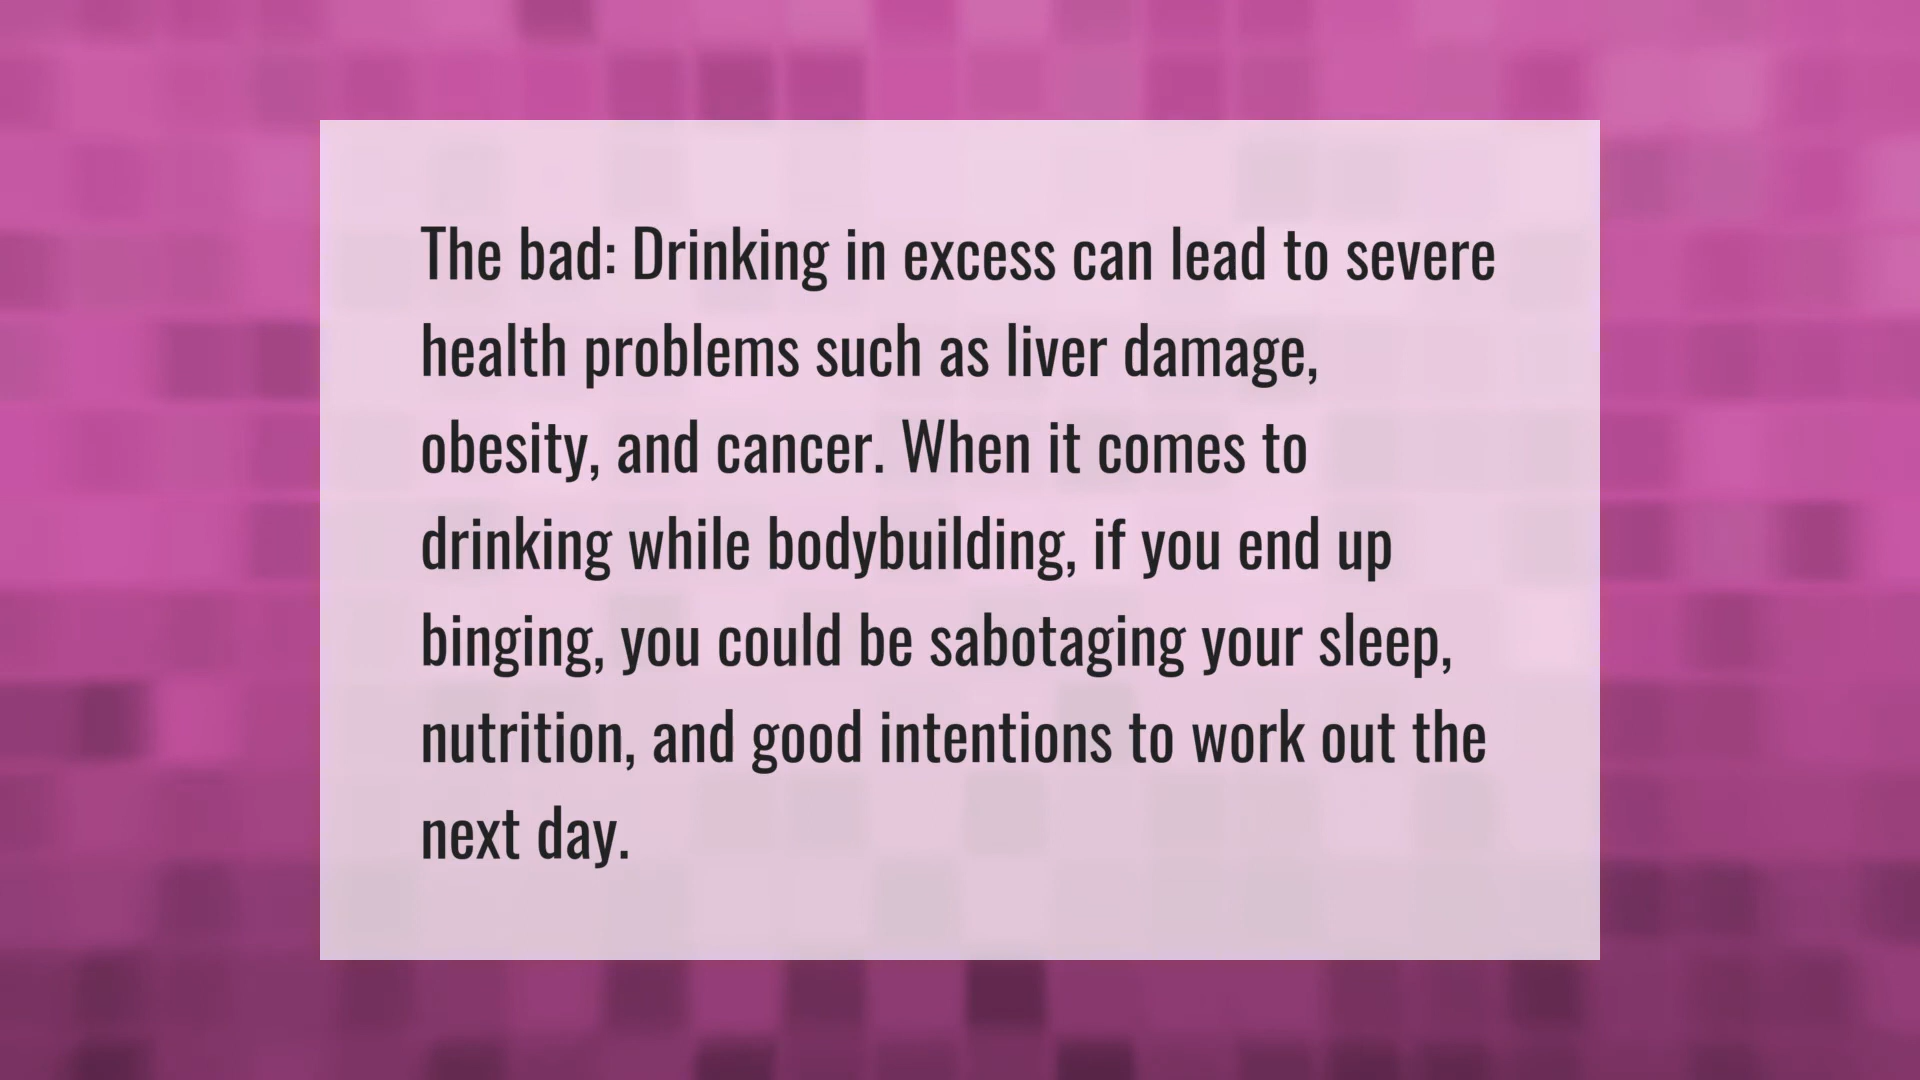 The bad: Drinking in excess can lead to severe
health problems such as liver damage,
obesity, and cancer. When it comes to
drinking while bodybuilding, if you end up
binging, you could be sabotaging your sleep,
nutrition, and good intentions to work out the
next day.